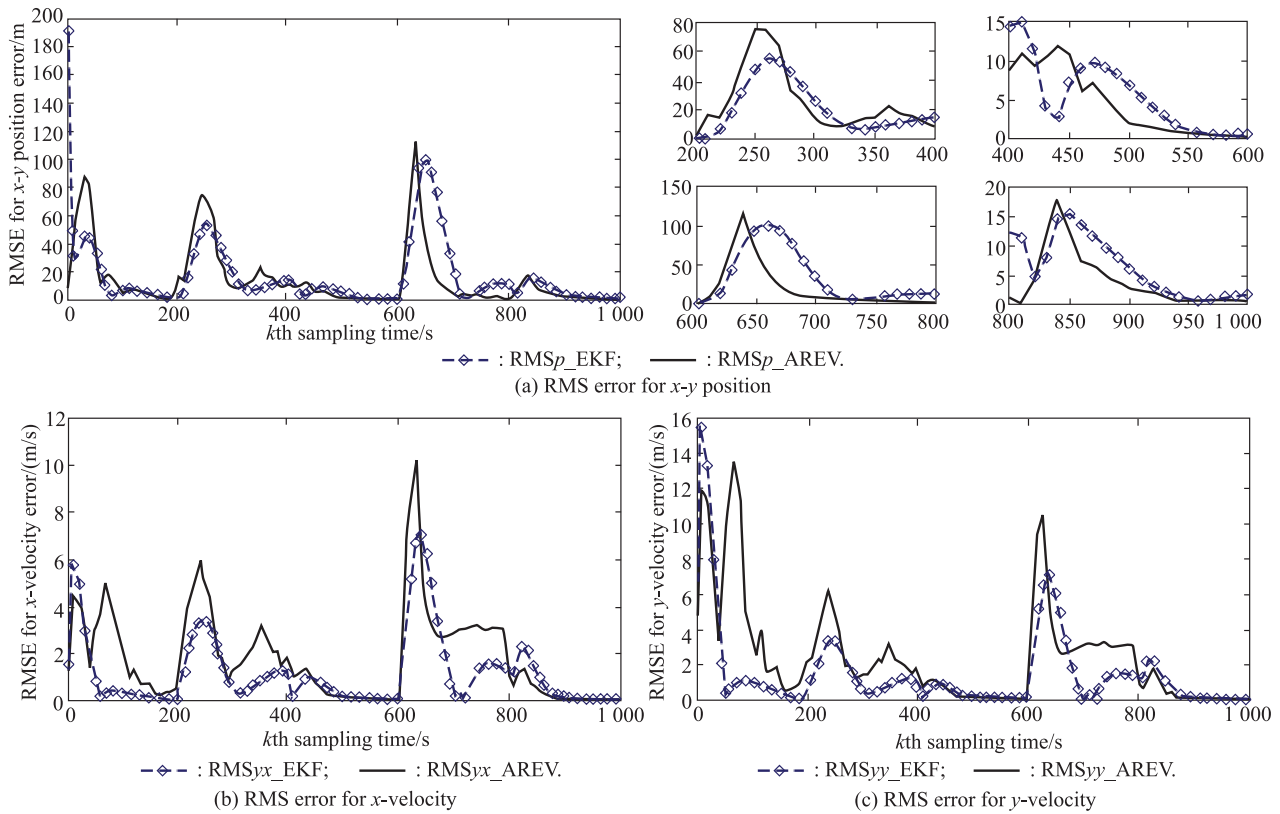 200
180
160
140
120
100
80
60
40
20
0
RMSE for x-y position error/m
0 200 400 600 800 1 000
kth sampling time/s
80
60
40
20
0
200 250 300 350 400
15
10
5
0
400 450 500 550 600
150
100
50
0
600 650 700 750 800
20
15
10
5
0
800 850 900 950 1 000
: RMSp_EKF; : RMSp_AREV.
(a) RMS error for x-y position
12
10
8
6
4
2
0
RMSE for x-velocity error/(m/s)
0 200 400 600 800 1 000
kth sampling time/s
: RMSyx_EKF; : RMSyx_AREV.
(b) RMS error for x-velocity
16
14
12
10
8
6
4
2
0
RMSE for y-velocity error/(m/s)
0 200 400 600 800 1 000
kth sampling time/s
: RMSyy_EKF; : RMSyy_AREV.
(c) RMS error for y-velocity